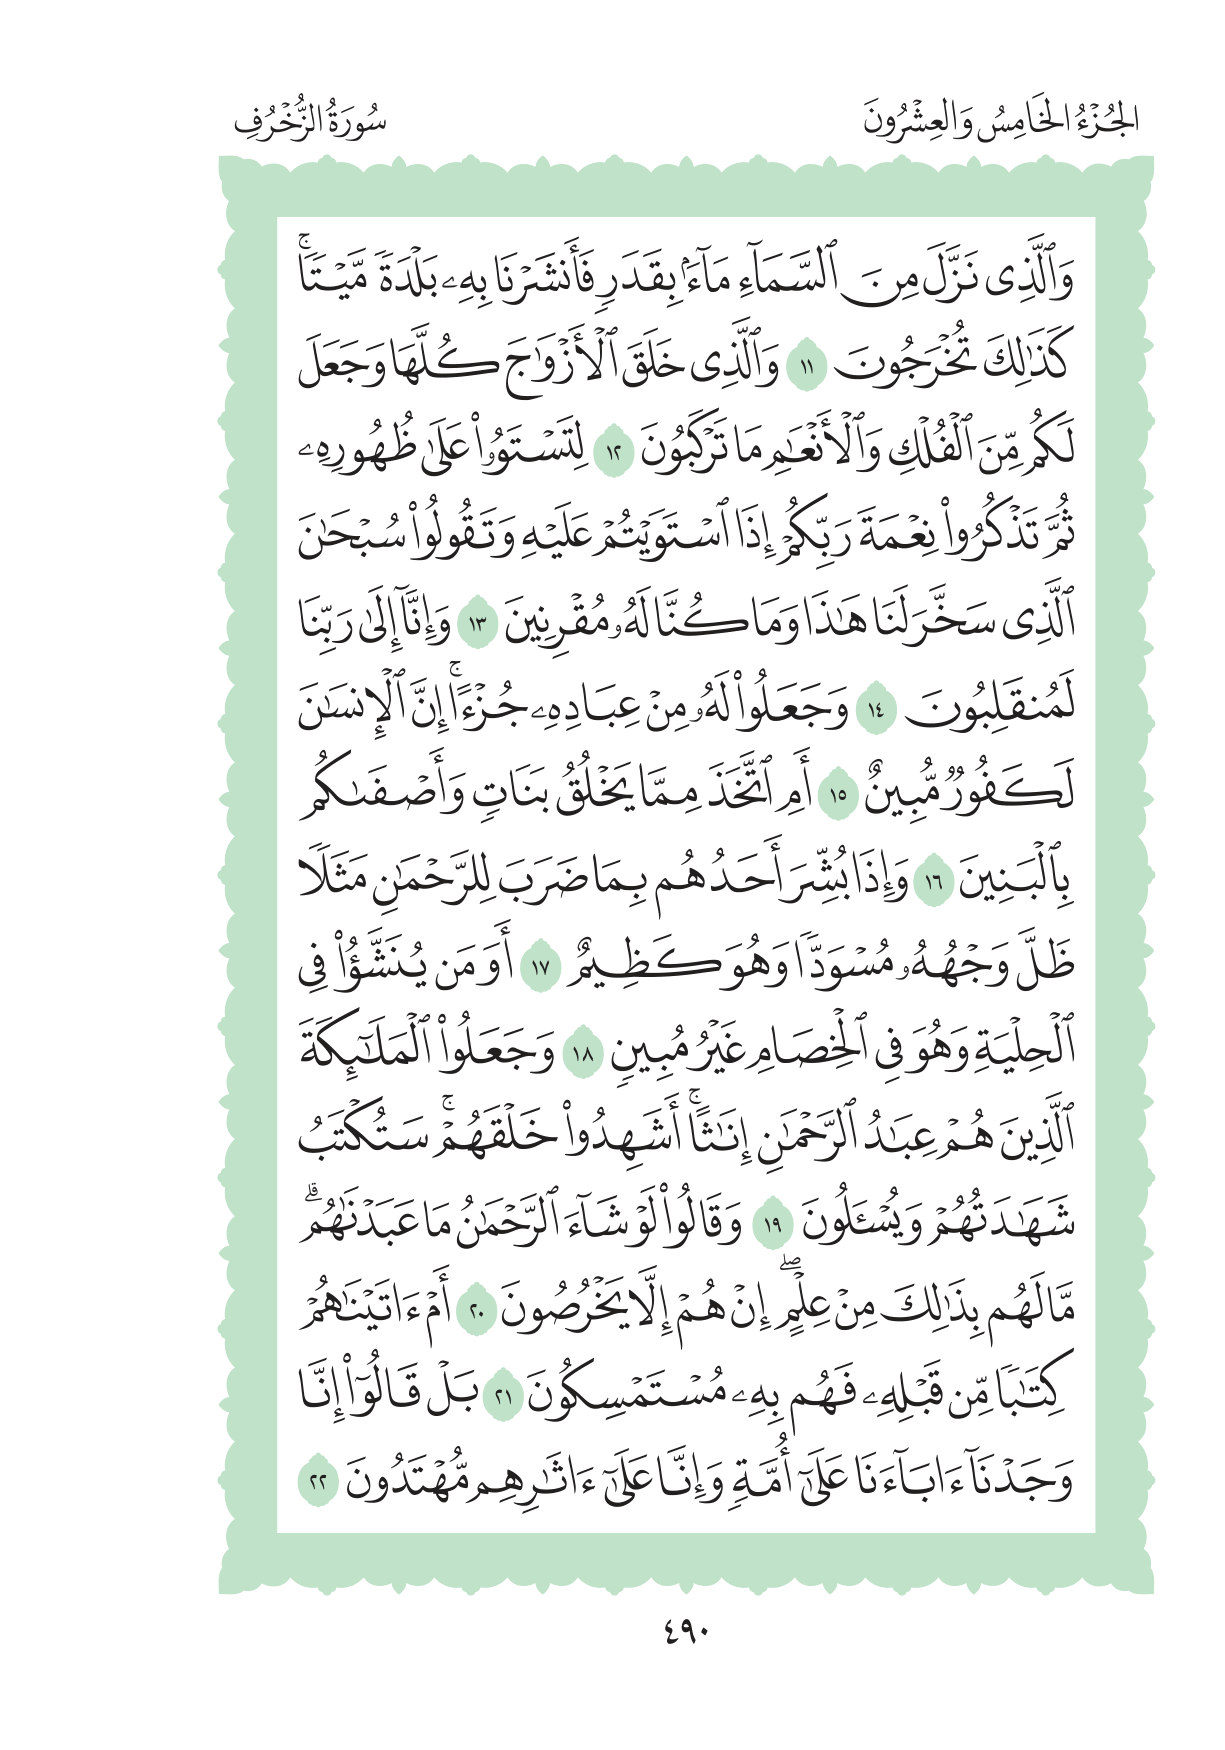 الجُزْءُ الخَامِسُ وَالعِشْرُونَ
سُورَةُ الزُّخْرُفِ
وَٱلَّذِى نَزَّلَ مِنَ ٱلسَّمَآءِ مَآءَۢ بِقَدَرٍ فَأَنشَرْنَا بِهِۦ بَلْدَةً مَّيْتًاۚ
كَذَٰلِكَ تُخْرَجُونَ ١١ وَٱلَّذِى خَلَقَ ٱلْأَزْوَٰجَ كُلَّهَا وَجَعَلَ
لَكُم مِّنَ ٱلْفُلْكِ وَٱلْأَنْعَٰمِ مَا تَرْكَبُونَ ١٢ لِتَسْتَوُۥا۟ عَلَىٰ ظُهُورِهِۦ
ثُمَّ تَذْكُرُوا۟ نِعْمَةَ رَبِّكُمْ إِذَا ٱسْتَوَيْتُمْ عَلَيْهِ وَتَقُولُوا۟ سُبْحَٰنَ
ٱلَّذِى سَخَّرَ لَنَا هَٰذَا وَمَا كُنَّا لَهُۥ مُقْرِنِينَ ١٣ وَإِنَّآ إِلَىٰ رَبِّنَا
لَمُنقَلِبُونَ ١٤ وَجَعَلُوا۟ لَهُۥ مِنْ عِبَادِهِۦ جُزْءًاۚ إِنَّ ٱلْإِنسَٰنَ
لَكَفُورٌ مُّبِينٌ ١٥ أَمِ ٱتَّخَذَ مِمَّا يَخْلُقُ بَنَاتٍ وَأَصْفَىٰكُم
بِٱلْبَنِينَ ١٦ وَإِذَا بُشِّرَ أَحَدُهُم بِمَا ضَرَبَ لِلرَّحْمَٰنِ مَثَلًا
ظَلَّ وَجْهُهُۥ مُسْوَدًّا وَهُوَ كَظِيمٌ ١٧ أَوَمَن يُنَشَّؤُا۟ فِى
ٱلْحِلْيَةِ وَهُوَ فِى ٱلْخِصَامِ غَيْرُ مُبِينٍ ١٨ وَجَعَلُوا۟ ٱلْمَلَٰٓئِكَةَ
ٱلَّذِينَ هُمْ عِبَٰدُ ٱلرَّحْمَٰنِ إِنَٰثًاۚ أَشَهِدُوا۟ خَلْقَهُمْۚ سَتُكْتَبُ
شَهَٰدَتُهُمْ وَيُسْـَٔلُونَ ١٩ وَقَالُوا۟ لَوْ شَآءَ ٱلرَّحْمَٰنُ مَا عَبَدْنَٰهُمۗ
مَّا لَهُم بِذَٰلِكَ مِنْ عِلْمٍۖ إِنْ هُمْ إِلَّا يَخْرُصُونَ ٢٠ أَمْ ءَاتَيْنَٰهُمْ
كِتَٰبًا مِّن قَبْلِهِۦ فَهُم بِهِۦ مُسْتَمْسِكُونَ ٢١ بَلْ قَالُوٓا۟ إِنَّا
وَجَدْنَآ ءَابَآءَنَا عَلَىٰٓ أُمَّةٍ وَإِنَّا عَلَىٰٓ ءَاثَٰرِهِم مُّهْتَدُونَ ٢٢
٤٩٠